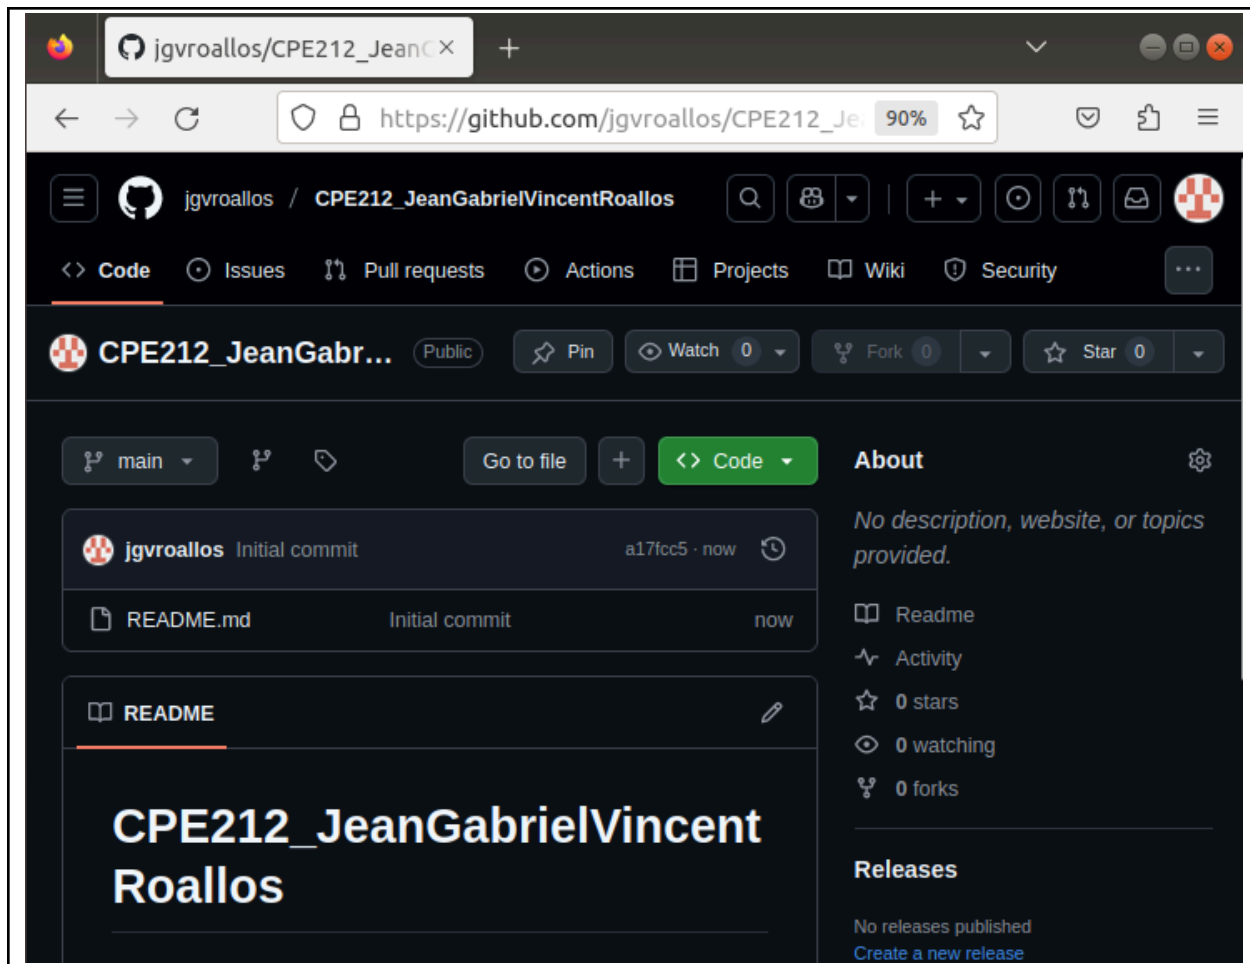 jgvroallos/CPE212_JeanG
https://github.com/jgvroallos/CPE212_Je 90%
jgvroallos / CPE212_JeanGabrielVincentRoallos
Code Issues Pull requests Actions Projects Wiki Security
CPE212_JeanGabr... Public Pin Watch 0 Fork 0 Star 0
main Go to file Code
jgvroallos Initial commit a17fcc5 · now
README.md Initial commit now
README
CPE212_JeanGabrielVincent
Roallos
About
No description, website, or topics
provided.
Readme
Activity
0 stars
0 watching
0 forks
Releases
No releases published
Create a new release